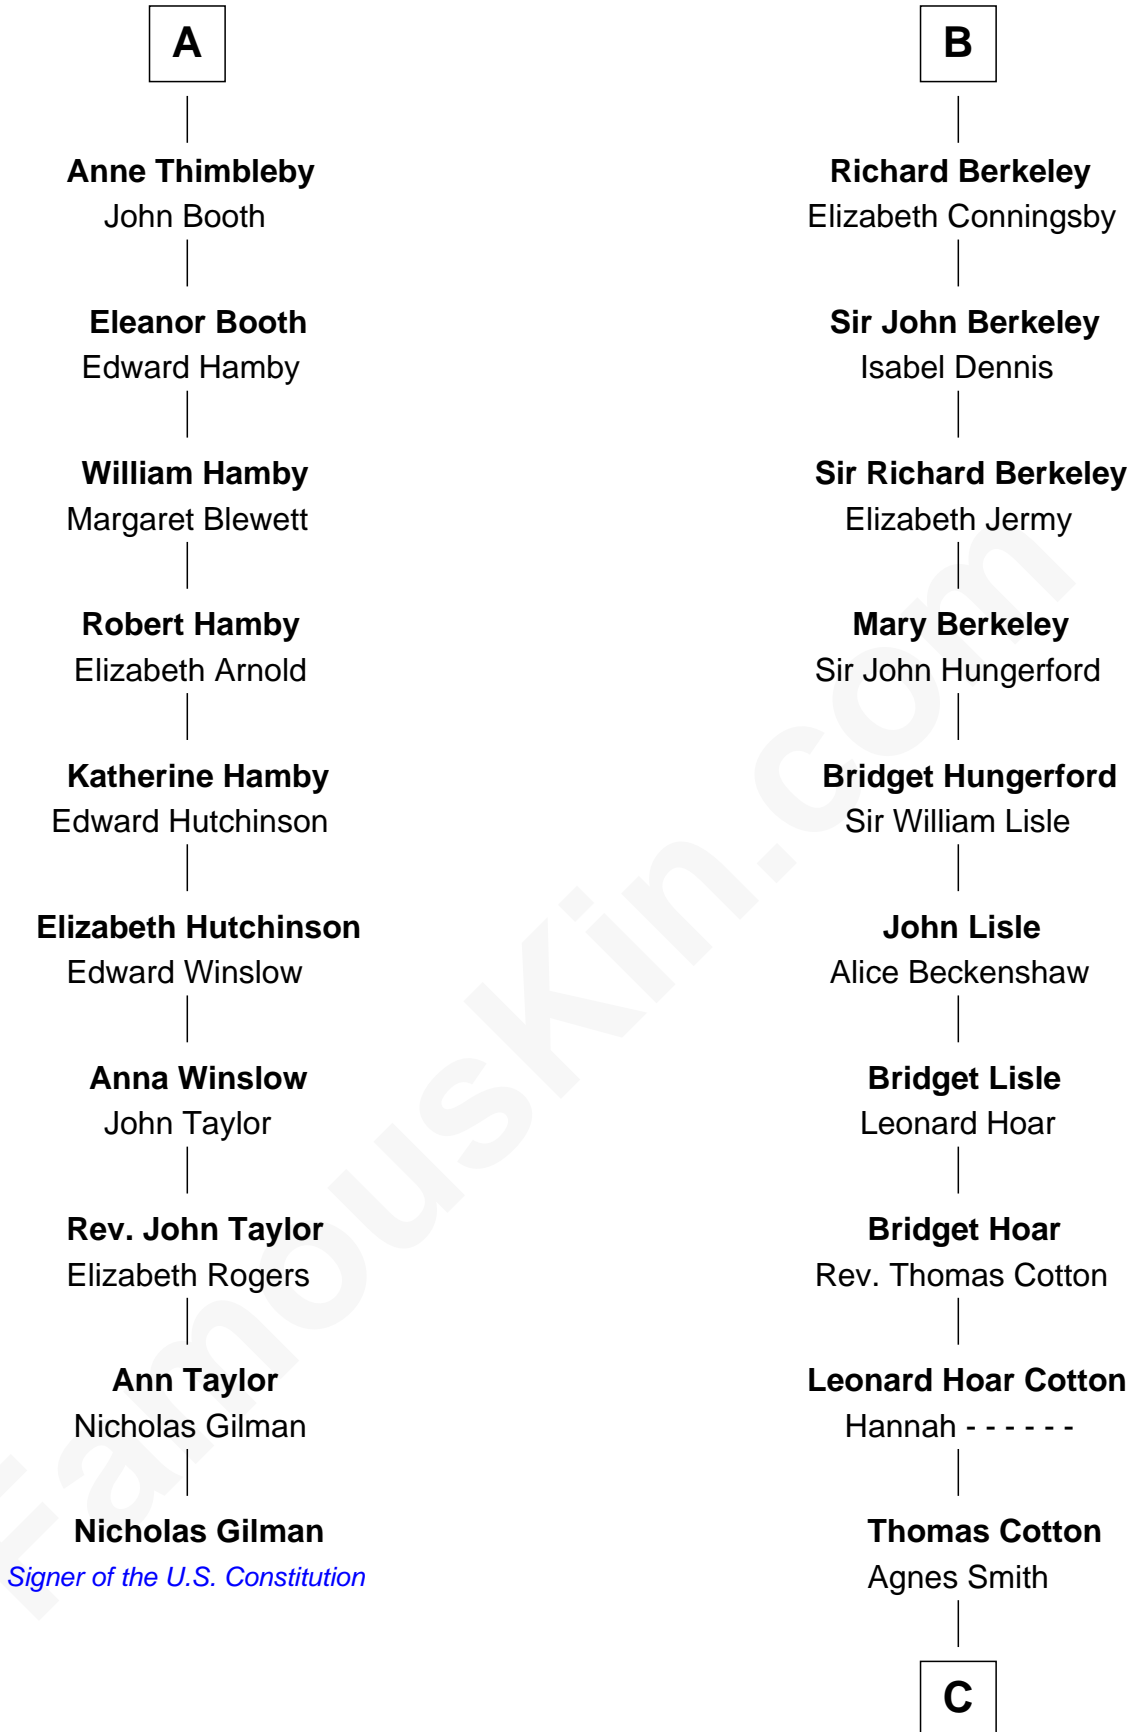 A
Anne Thimbleby
John Booth
Eleanor Booth
Edward Hamby
William Hamby
Margaret Blewett
Robert Hamby
Elizabeth Arnold
Katherine Hamby
Edward Hutchinson
Elizabeth Hutchinson
Edward Winslow
Anna Winslow
John Taylor
Rev. John Taylor
Elizabeth Rogers
Ann Taylor
Nicholas Gilman
Nicholas Gilman
Signer of the U.S. Constitution
B
Richard Berkeley
Elizabeth Conningsby
Sir John Berkeley
Isabel Dennis
Sir Richard Berkeley
Elizabeth Jermy
Mary Berkeley
Sir John Hungerford
Bridget Hungerford
Sir William Lisle
John Lisle
Alice Beckenshaw
Bridget Lisle
Leonard Hoar
Bridget Hoar
Rev. Thomas Cotton
Leonard Hoar Cotton
Hannah - - - - - -
Thomas Cotton
Agnes Smith
C
FamousKin.com